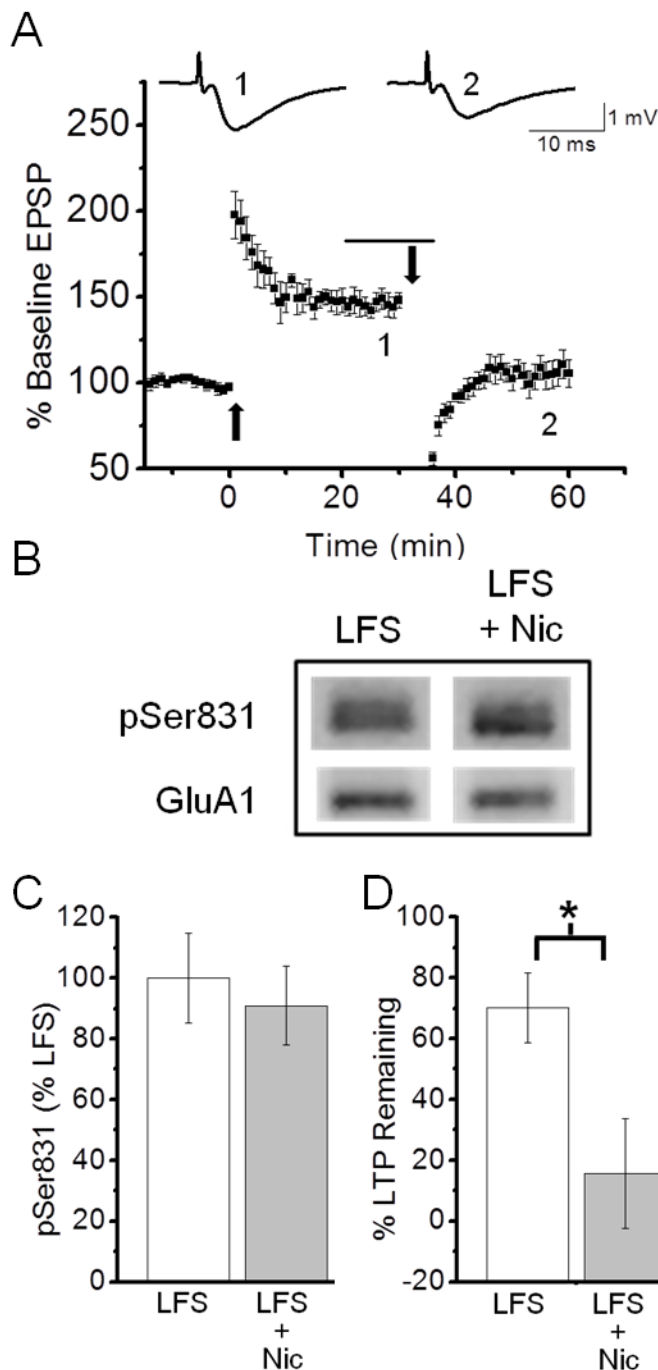 A
1
2
1 mV
10 ms
250
200
150
100
50
% Baseline EPSP
1
2
0
20
40
60
Time (min)
B
LFS
LFS
+ Nic
pSer831
GluA1
C
120
100
80
60
40
20
0
pSer831 (% LFS)
LFS
LFS
+
Nic
D
*
100
80
60
40
20
0
-20
% LTP Remaining
LFS
LFS
+
Nic